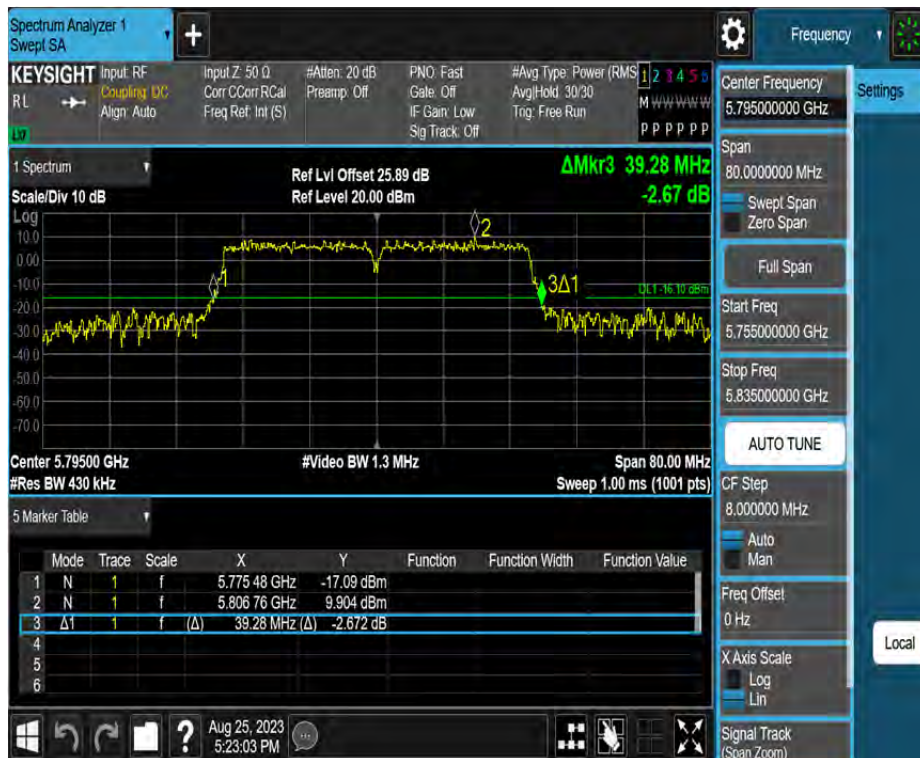 Spectrum Analyzer 1
Swept SA
+
Frequency
KEYSIGHT
RL
LXI
Input: RF
Coupling: DC
Align: Auto
Input Z: 50 Ω
Corr CCorr RCal
Freq Ref: Int (S)
#Atten: 20 dB
Preamp: Off
PNO: Fast
Gate: Off
IF Gain: Low
Sig Track: Off
#Avg Type: Power (RMS
Avg|Hold: 30/30
Trig: Free Run
1 2 3 4 5 6
M W W W W W
P P P P P P
Center Frequency
5.795000000 GHz
Settings
1 Spectrum
Scale/Div 10 dB
Ref Lvl Offset 25.89 dB
Ref Level 20.00 dBm
ΔMkr3 39.28 MHz
-2.67 dB
Span
80.0000000 MHz
Swept Span
Zero Span
Full Span
Start Freq
5.755000000 GHz
Stop Freq
5.835000000 GHz
AUTO TUNE
CF Step
8.000000 MHz
Auto
Man
Freq Offset
0 Hz
X Axis Scale
Log
Lin
Signal Track
(Span Zoom)
Local
Log
10.0
0.00
-10.0
-20.0
-30.0
-40.0
-50.0
-60.0
-70.0
1
2
3Δ1
DL1 -16.10 dBm
Center 5.79500 GHz
#Video BW 1.3 MHz
Span 80.00 MHz
#Res BW 430 kHz
Sweep 1.00 ms (1001 pts)
5 Marker Table
Mode Trace Scale X Y Function Function Width Function Value
1 N 1 f 5.775 48 GHz -17.09 dBm
2 N 1 f 5.806 76 GHz 9.904 dBm
3 Δ1 1 f (Δ) 39.28 MHz (Δ) -2.672 dB
4
5
6
?
Aug 25, 2023
5:23:03 PM